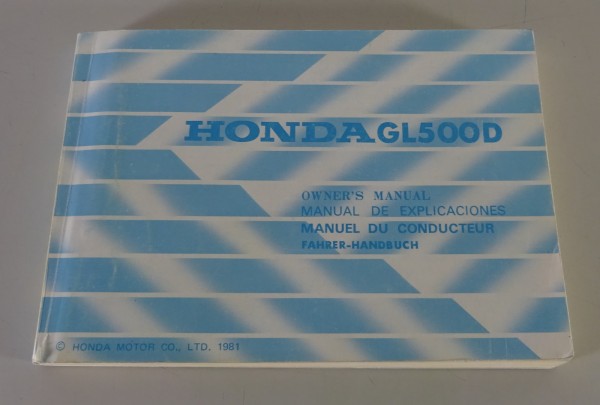 HONDA GL500D
OWNER'S MANUAL
MANUAL DE EXPLICACIONES
MANUEL DU CONDUCTEUR
FAHRER-HANDBUCH
© HONDA MOTOR CO., LTD. 1981